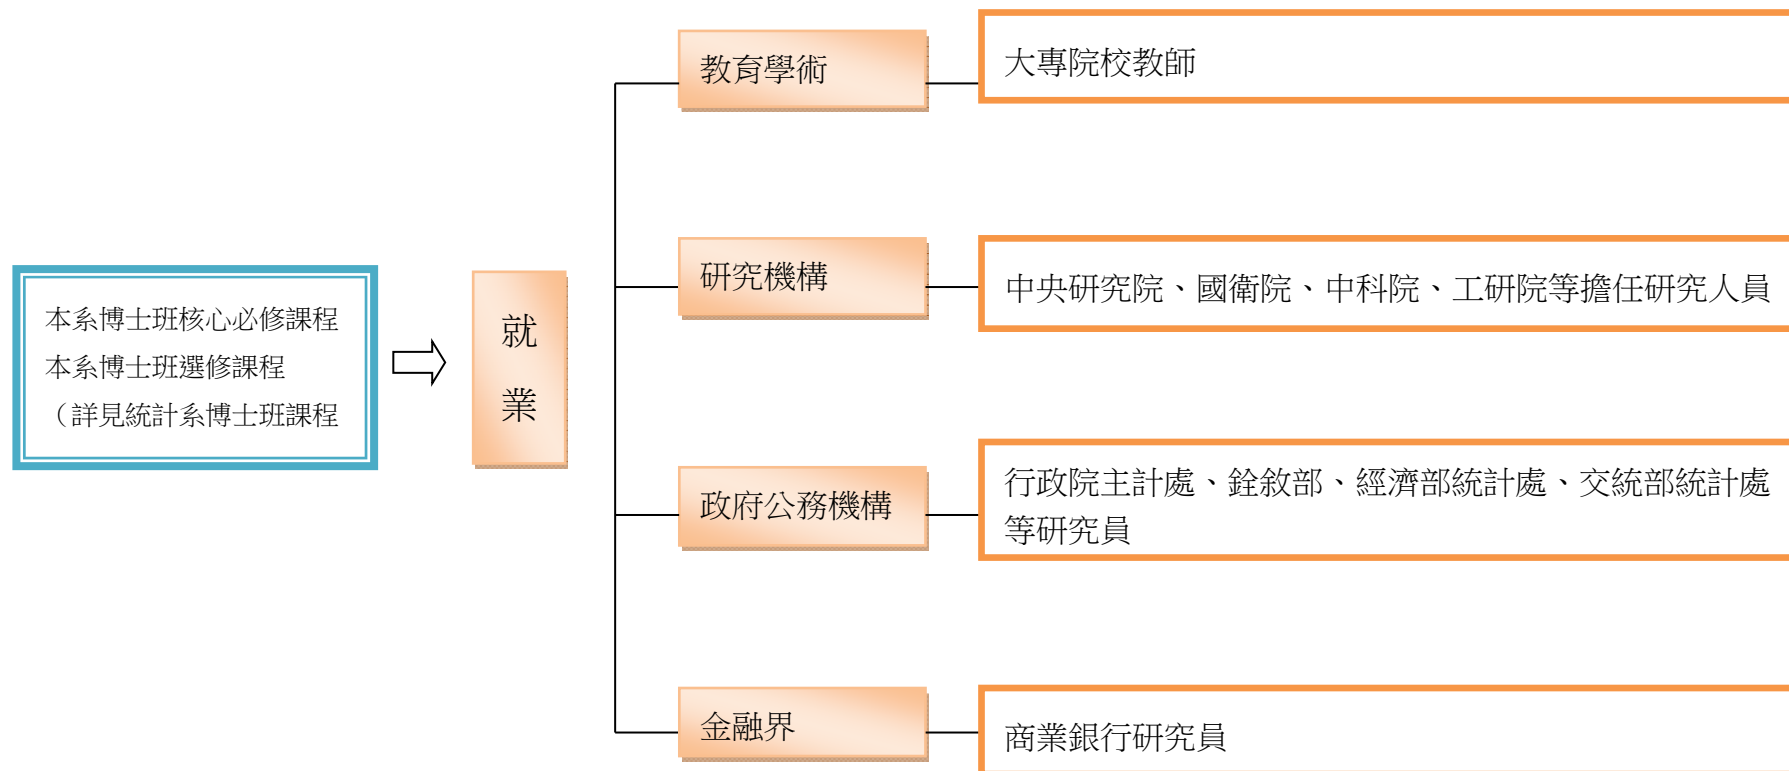 本系博士班核心必修課程
本系博士班選修課程
（詳見統計系博士班課程
就
業
教育學術
大專院校教師
研究機構
中央研究院、國衛院、中科院、工研院等擔任研究人員
政府公務機構
行政院主計處、銓敘部、經濟部統計處、交統部統計處
等研究員
金融界
商業銀行研究員